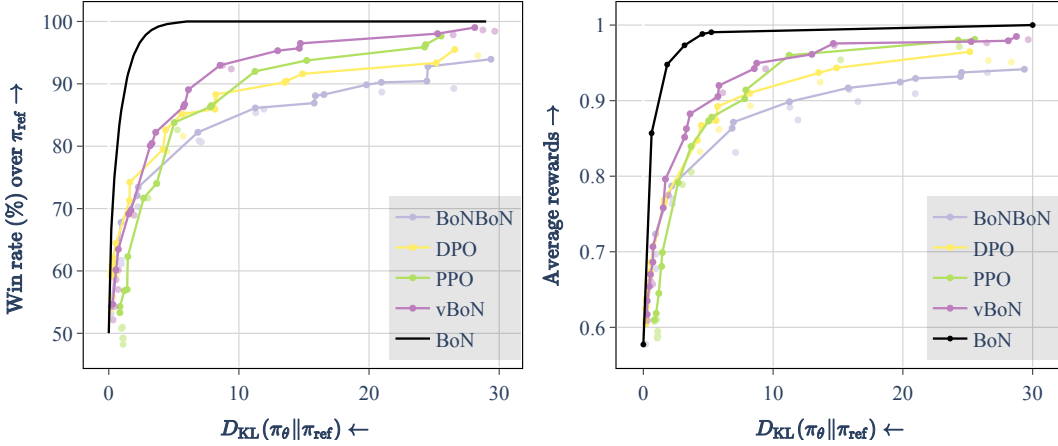 Win rate (%) over π_ref →
100
90
80
70
60
50
0
10
20
30
D_KL(π_θ‖π_ref) ←
BoNBoN
DPO
PPO
vBoN
BoN
Average rewards →
1
0.9
0.8
0.7
0.6
0
10
20
30
D_KL(π_θ‖π_ref) ←
BoNBoN
DPO
PPO
vBoN
BoN